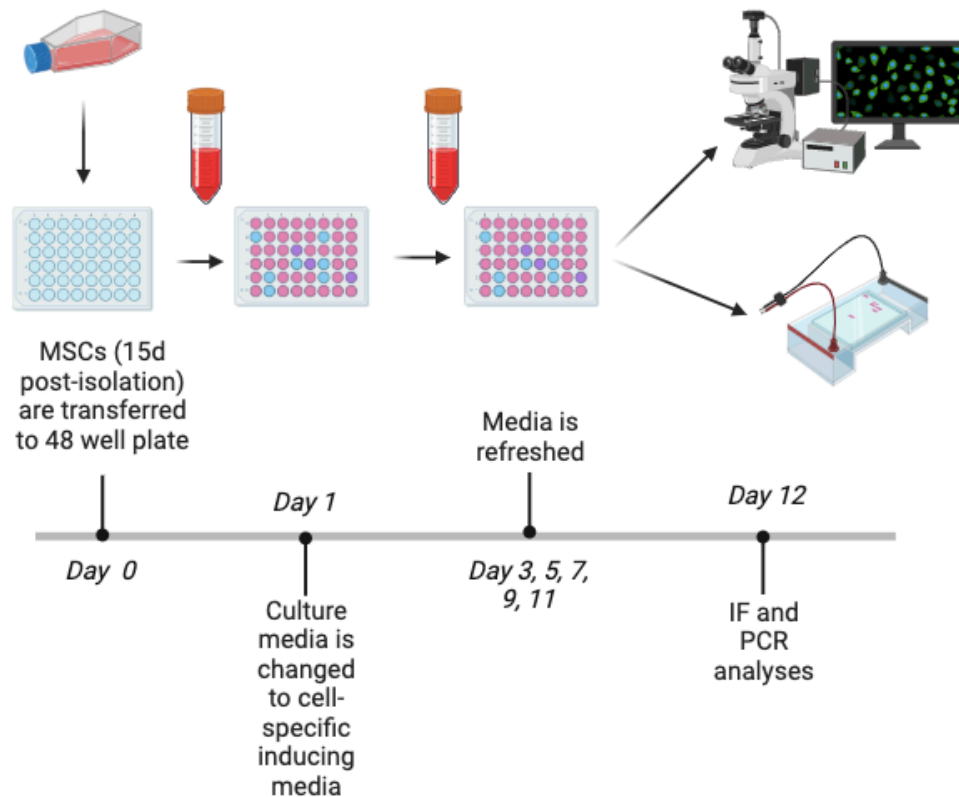 MSCs (15d
post-isolation)
are transferred
to 48 well plate
Day 0
Day 1
Culture
media is
changed
to cell-
specific
inducing
media
Media is
refreshed
Day 3, 5, 7,
9, 11
Day 12
IF and
PCR
analyses